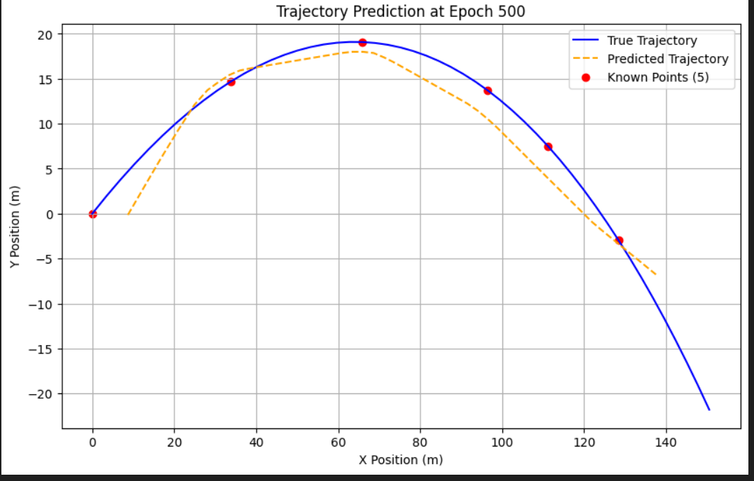 Trajectory Prediction at Epoch 500
True Trajectory
Predicted Trajectory
Known Points (5)
Y Position (m)
20
15
10
5
0
−5
−10
−15
−20
0 20 40 60 80 100 120 140
X Position (m)